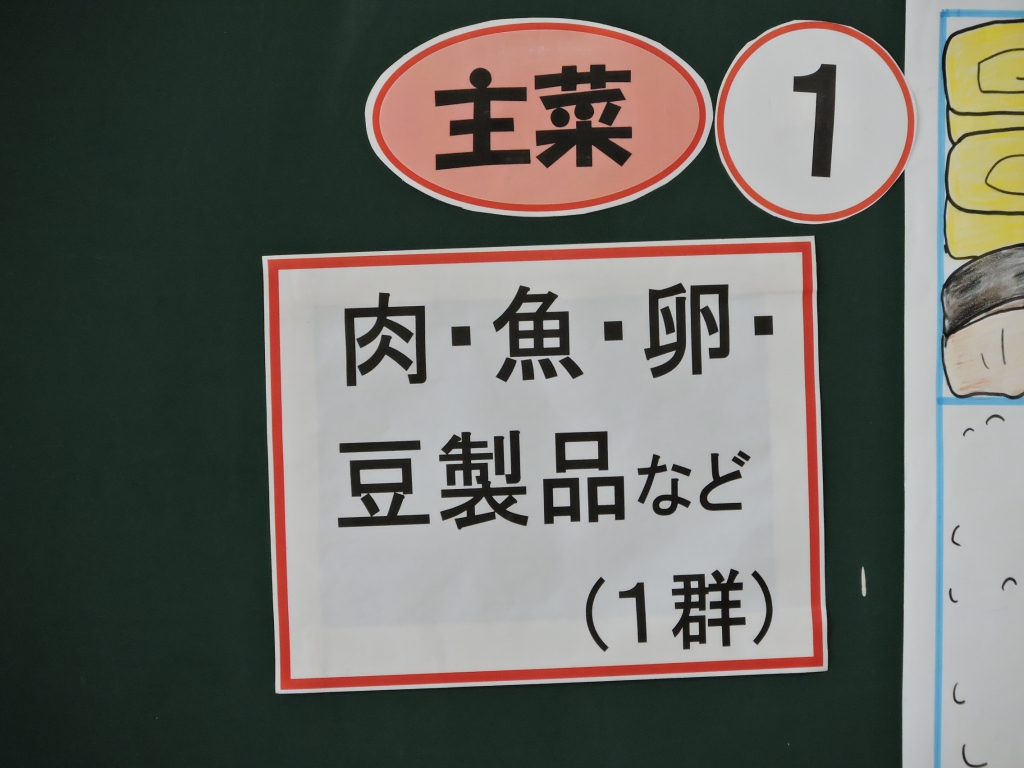 主菜
1
肉・魚・卵・
豆製品など
（1群）